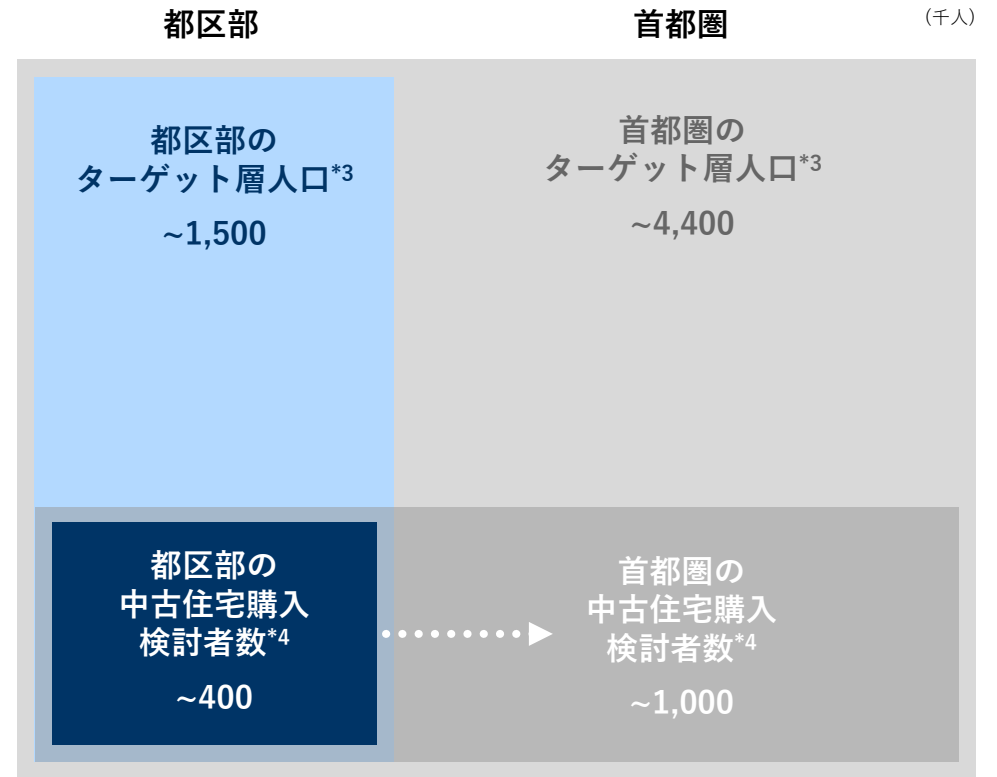 都区部
首都圏
(千人)
都区部の
ターゲット層人口*3
~1,500
首都圏の
ターゲット層人口*3
~4,400
都区部の
中古住宅購入
検討者数*4
~400
首都圏の
中古住宅購入
検討者数*4
~1,000